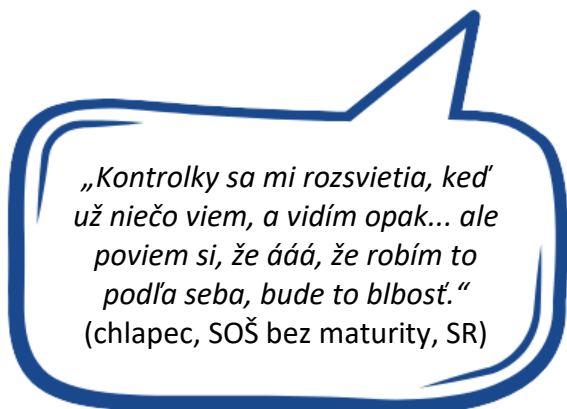 „Kontrolky sa mi rozsvietia, keď
už niečo viem, a vidím opak... ale
poviem si, že ááá, že robím to
podľa seba, bude to blbosť.“
(chlapec, SOŠ bez maturity, SR)